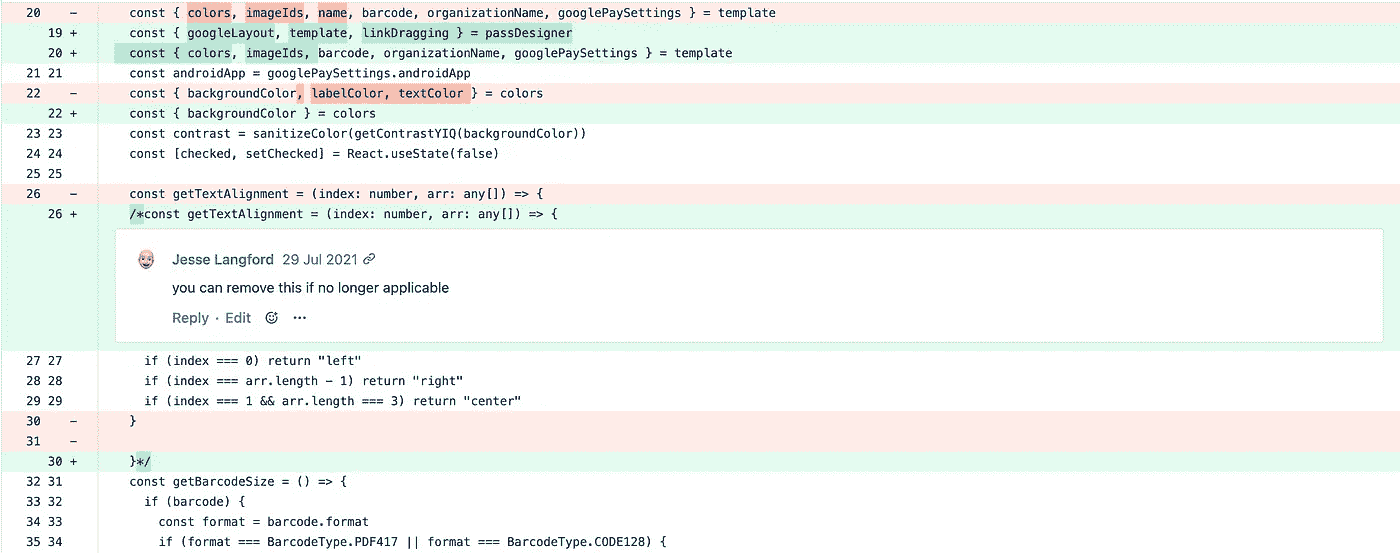 20 - const { colors, imageIds, name, barcode, organizationName, googlePaySettings } = template
19 + const { googleLayout, template, linkDragging } = passDesigner
20 + const { colors, imageIds, barcode, organizationName, googlePaySettings } = template
21 21 const androidApp = googlePaySettings.androidApp
22 - const { backgroundColor, labelColor, textColor } = colors
22 + const { backgroundColor } = colors
23 23 const contrast = sanitizeColor(getContrastYIQ(backgroundColor))
24 24 const [checked, setChecked] = React.useState(false)
25 25
26 - const getTextAlignment = (index: number, arr: any[]) => {
26 + /*const getTextAlignment = (index: number, arr: any[]) => {
Jesse Langford 29 Jul 2021
you can remove this if no longer applicable
Reply · Edit ···
27 27 if (index === 0) return "left"
28 28 if (index === arr.length - 1) return "right"
29 29 if (index === 1 && arr.length === 3) return "center"
30 - }
31 -
30 + }*/
32 31 const getBarcodeSize = () => {
33 32 if (barcode) {
34 33 const format = barcode.format
35 34 if (format === BarcodeType.PDF417 || format === BarcodeType.CODE128) {